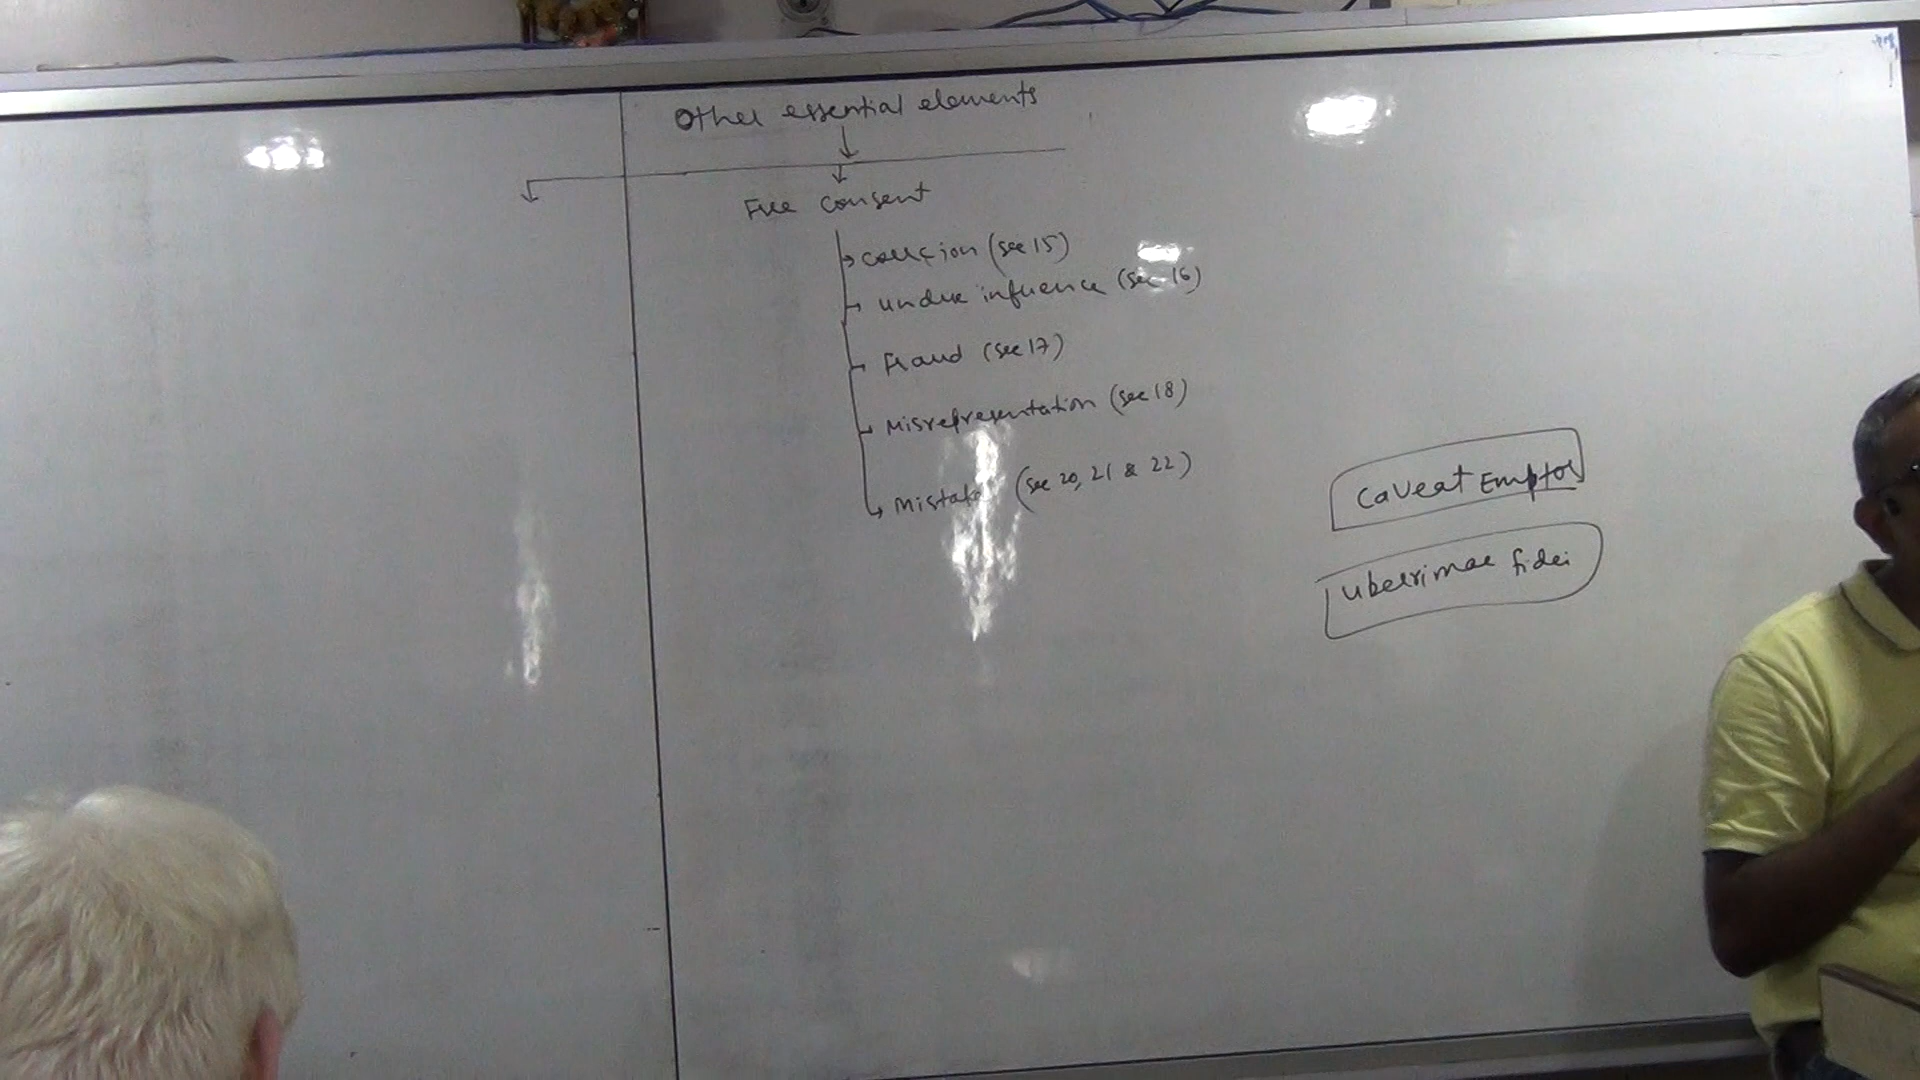 Other essential elements
Free consent
coercion (sec 15)
undue influence (sec 16)
Fraud (sec 17)
Misrepresentation (sec 18)
Mistake (sec 20, 21 & 22)
Caveat Emptor
uberrimae fidei